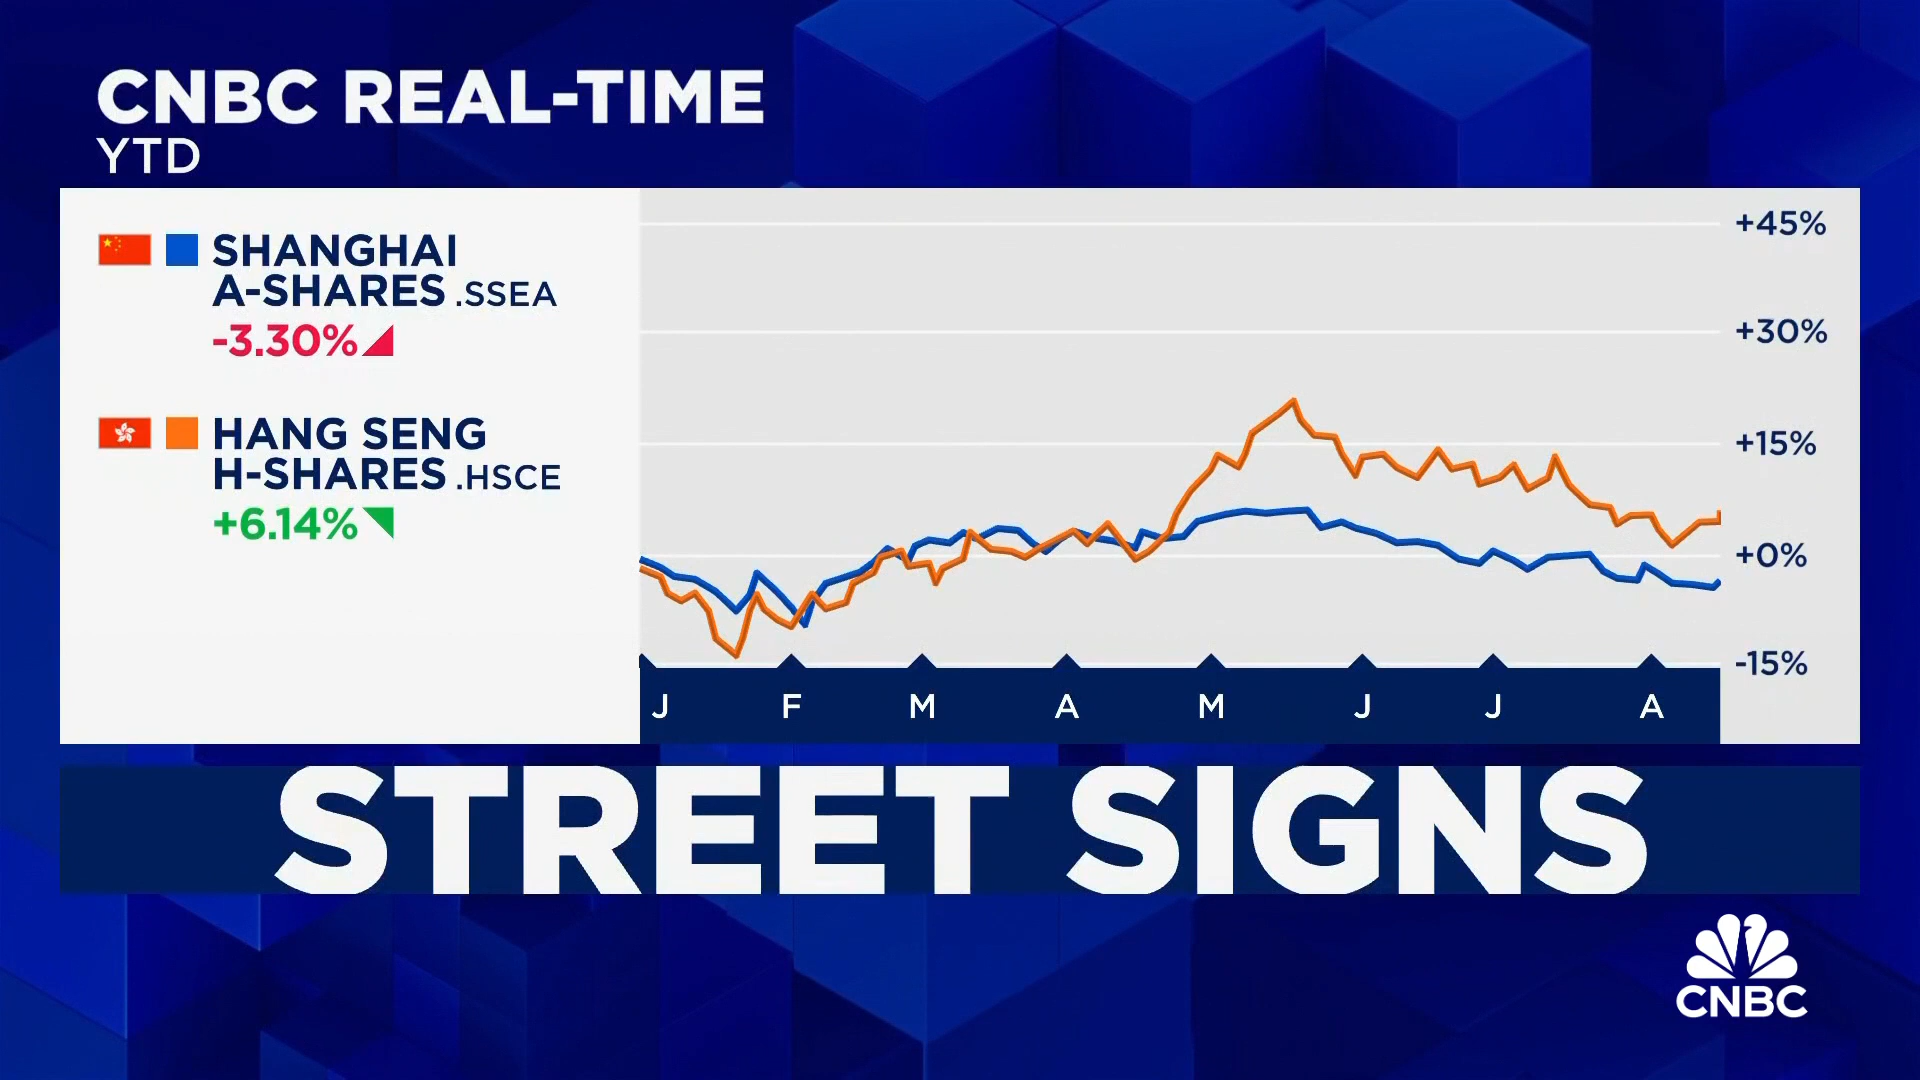 CNBC REAL-TIME
YTD
SHANGHAI
A-SHARES .SSEA
-3.30%
HANG SENG
H-SHARES .HSCE
+6.14%
+45%
+30%
+15%
+0%
-15%
J F M A M J J A
STREET SIGNS
CNBC